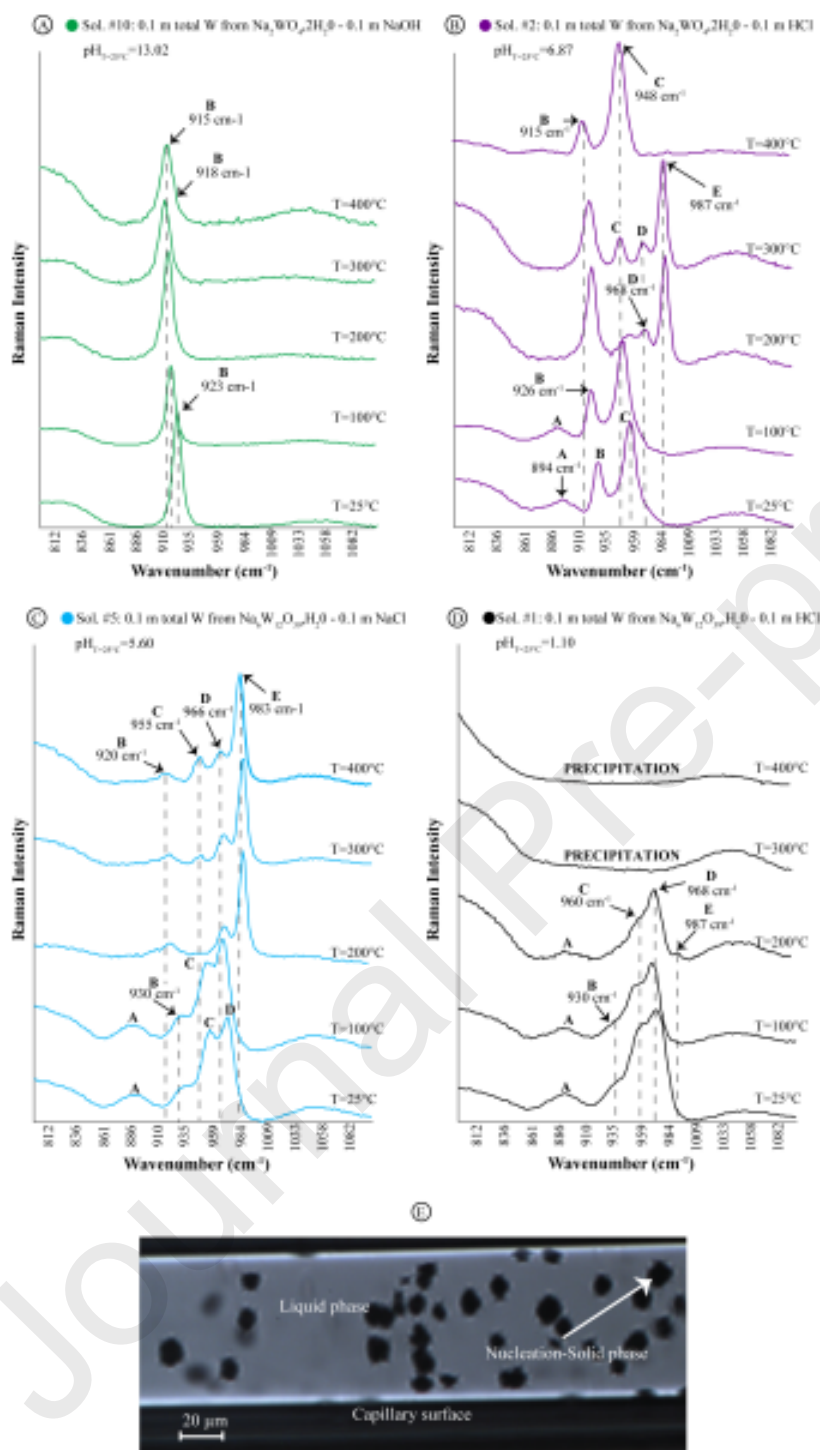 A Sol. #10: 0.1 m total W from Na₂WO₄.2H₂0 - 0.1 m NaOH
pH T=25°C=13.02
B
915 cm-1
B
918 cm-1
T=400°C
T=300°C
T=200°C
B
923 cm-1
T=100°C
T=25°C
Raman Intensity
812 836 861 886 910 935 959 984 1009 1033 1058 1082
Wavenumber (cm⁻¹)
B Sol. #2: 0.1 m total W from Na₂WO₄.2H₂0 - 0.1 m HCl
pH T=25°C=6.87
C
948 cm⁻¹
B
915 cm⁻¹
T=400°C
E
987 cm⁻¹
C D
T=300°C
D
968 cm⁻¹
T=200°C
B
926 cm⁻¹
A C
T=100°C
A B
894 cm⁻¹
T=25°C
Raman Intensity
812 836 861 886 910 935 959 984 1009 1033 1058 1082
Wavenumber (cm⁻¹)
C Sol. #5: 0.1 m total W from Na₆W₁₂O₃₉.H₂0 - 0.1 m NaCl
pH T=25°C=5.60
E
983 cm-1
D
966 cm⁻¹
C
955 cm⁻¹
B
920 cm⁻¹
T=400°C
T=300°C
T=200°C
C
B
930 cm⁻¹
A C D
T=100°C
A
T=25°C
Raman Intensity
812 836 861 886 910 935 959 984 1009 1033 1058 1082
Wavenumber (cm⁻¹)
D Sol. #1: 0.1 m total W from Na₆W₁₂O₃₉.H₂0 - 0.1 m HCl
pH T=25°C=1.10
PRECIPITATION
T=400°C
PRECIPITATION
T=300°C
D
968 cm⁻¹
C
960 cm⁻¹
E
987 cm⁻¹
A
T=200°C
B
930 cm⁻¹
A
T=100°C
A
T=25°C
Raman Intensity
812 836 861 886 910 935 959 984 1009 1033 1058 1082
Wavenumber (cm⁻¹)
E
Liquid phase
Nucleation-Solid phase
20 µm
Capillary surface
Journal Pre-p